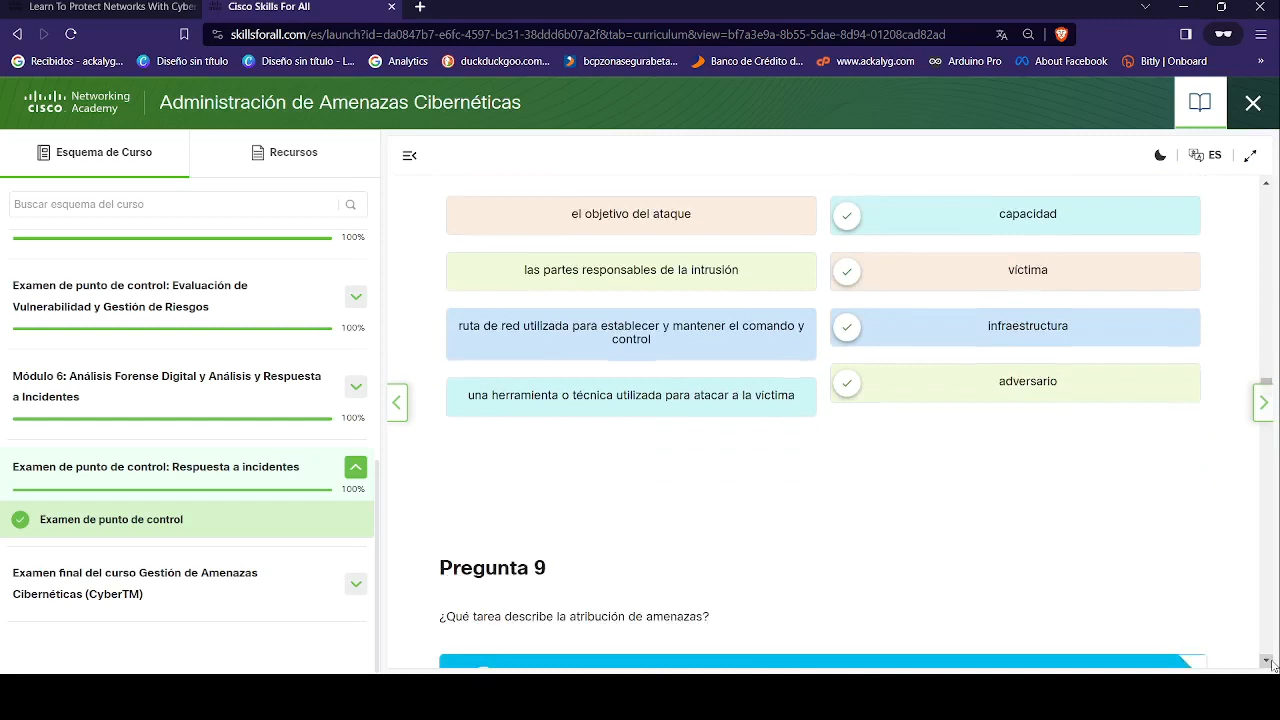 Learn To Protect Networks With Cyber
Cisco Skills For All
skillsforall.com/es/launch?id=da0847b7-e6fc-4597-bc31-38ddd6b07a2f&tab=curriculum&view=bf7a3e9a-8b55-5dae-8d94-01208cad82ad
Recibidos - ackalyg...
Diseño sin título
Diseño sin título - L...
Analytics
duckduckgoo.com...
bcpzonasegurabeta...
Banco de Crédito d...
www.ackalyg.com
Arduino Pro
About Facebook
Bitly | Onboard
»
CISCO
Networking
Academy
Administración de Amenazas Cibernéticas
Esquema de Curso
Recursos
ES
Buscar esquema del curso
100%
Examen de punto de control: Evaluación de
Vulnerabilidad y Gestión de Riesgos
100%
Módulo 6: Análisis Forense Digital y Análisis y Respuesta
a Incidentes
100%
Examen de punto de control: Respuesta a incidentes
100%
Examen de punto de control
Examen final del curso Gestión de Amenazas
Cibernéticas (CyberTM)
el objetivo del ataque
capacidad
las partes responsables de la intrusión
víctima
ruta de red utilizada para establecer y mantener el comando y
control
infraestructura
una herramienta o técnica utilizada para atacar a la víctima
adversario
Pregunta 9
¿Qué tarea describe la atribución de amenazas?